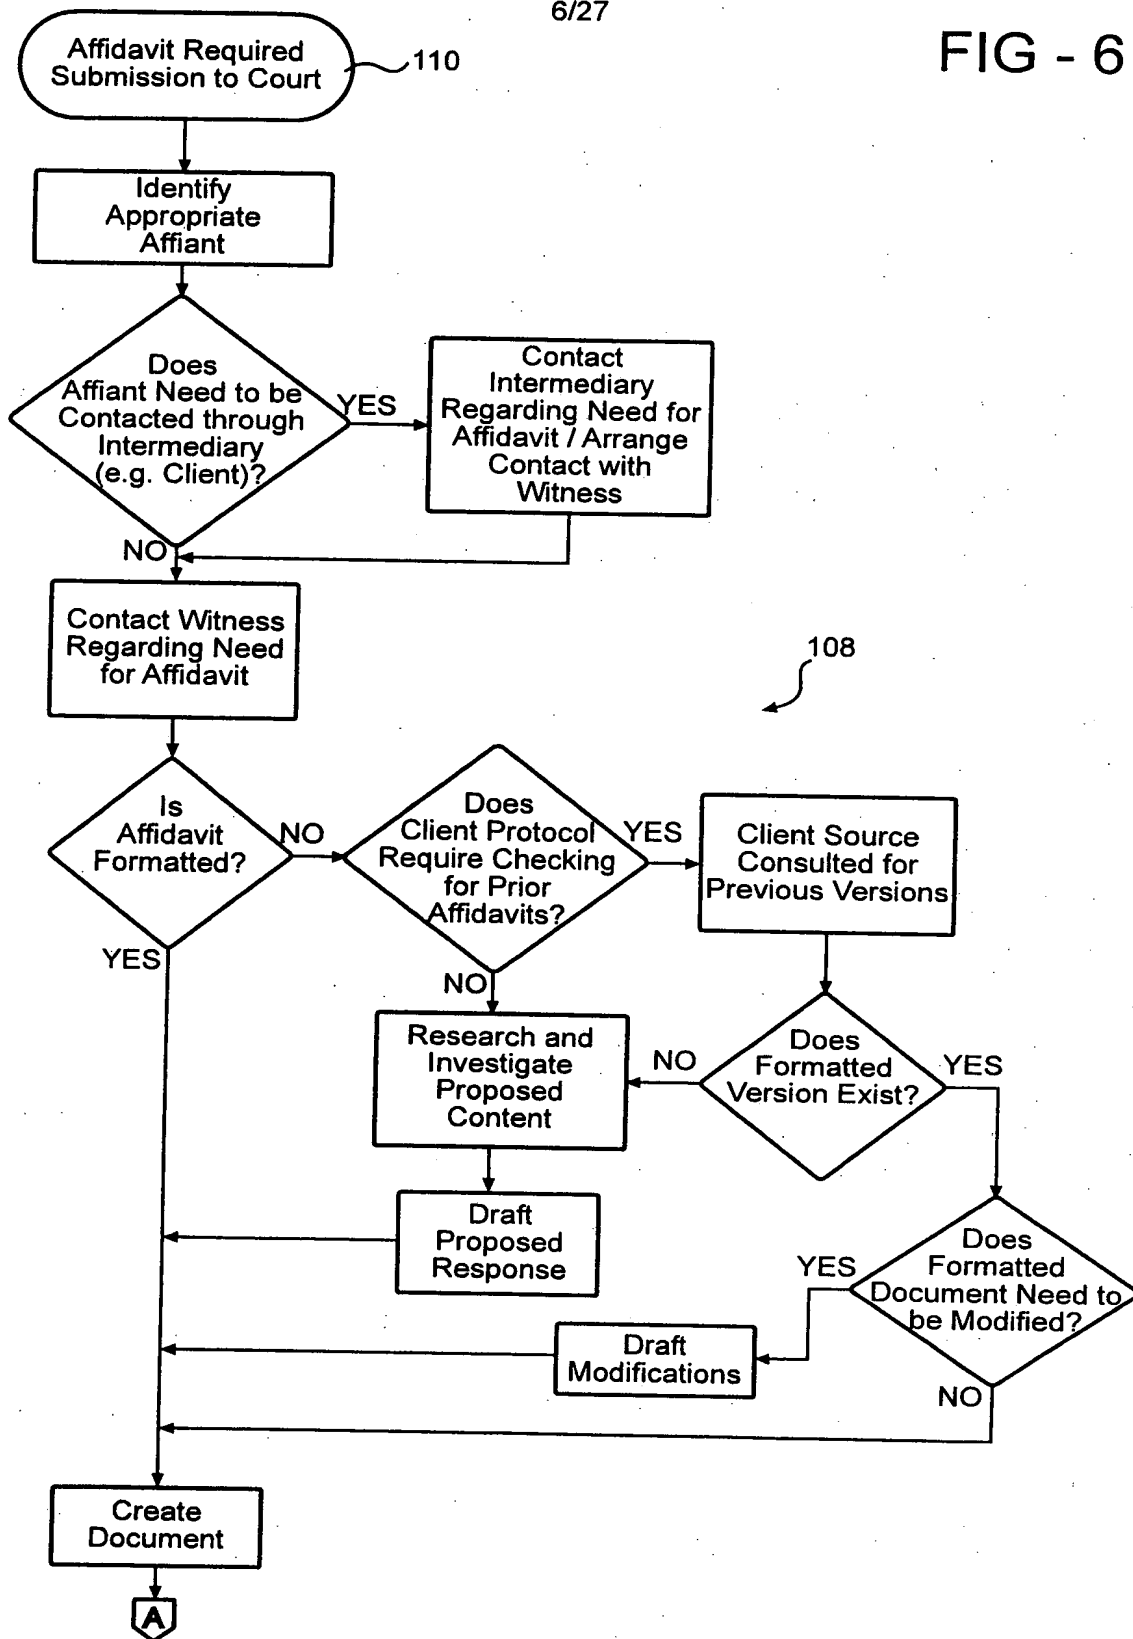 6/27
FIG - 6
Affidavit Required
Submission to Court
110
Identify
Appropriate
Affiant
Does
Affiant Need to be
Contacted through
Intermediary
(e.g. Client)?
YES
Contact
Intermediary
Regarding Need for
Affidavit / Arrange
Contact with
Witness
NO
Contact Witness
Regarding Need
for Affidavit
108
Is
Affidavit
Formatted?
NO
YES
Does
Client Protocol
Require Checking
for Prior
Affidavits?
YES
NO
Client Source
Consulted for
Previous Versions
Research and
Investigate
Proposed
Content
NO
Does
Formatted
Version Exist?
YES
Draft
Proposed
Response
Does
Formatted
Document Need to
be Modified?
YES
NO
Draft
Modifications
Create
Document
A